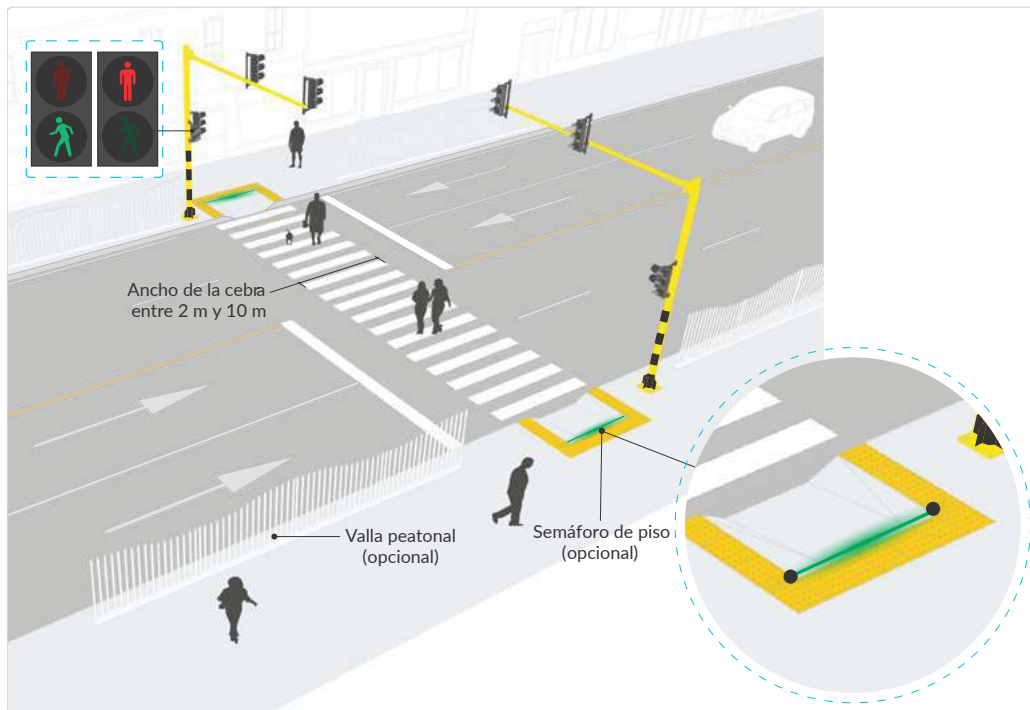 Ancho de la cebra
entre 2 m y 10 m
Valla peatonal
(opcional)
Semáforo de piso
(opcional)